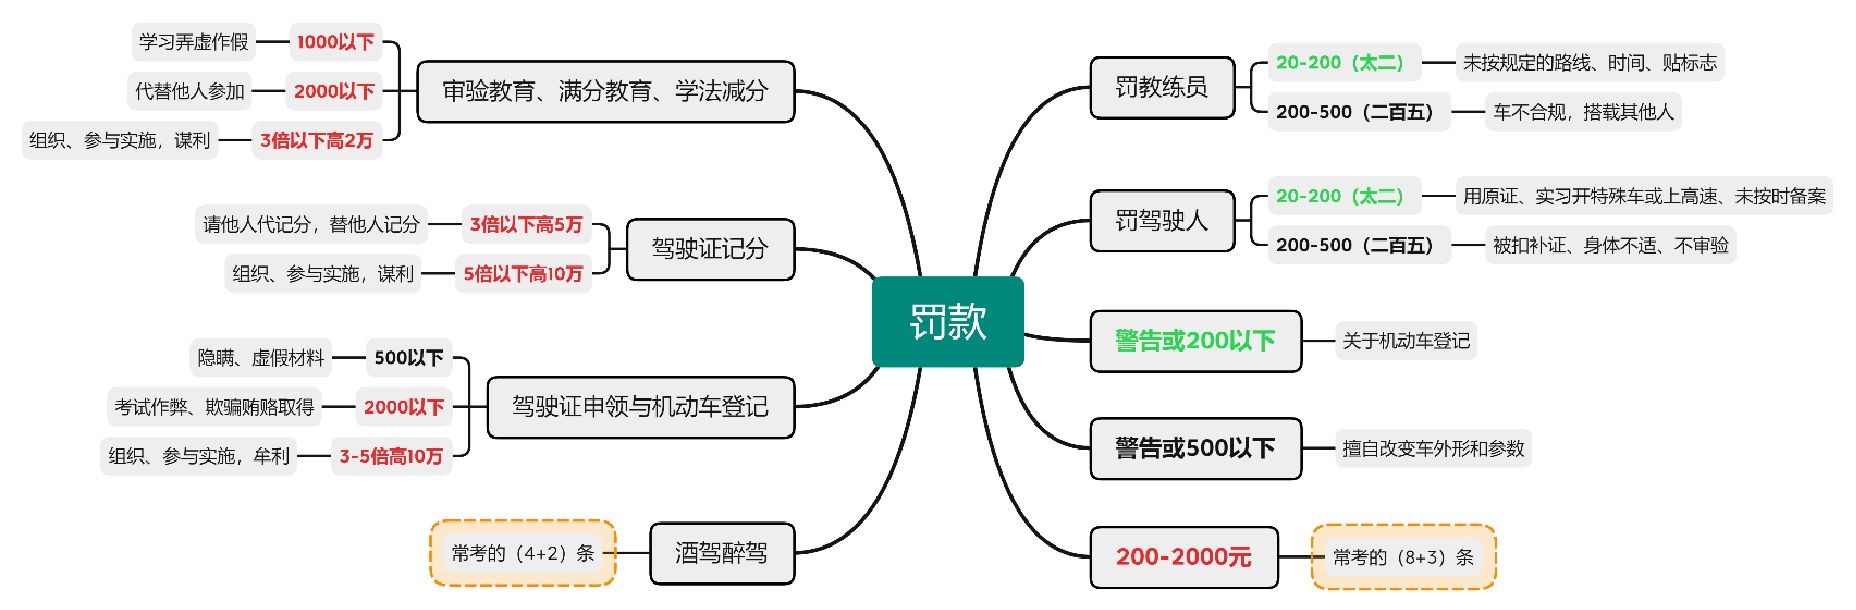 罚款
审验教育、满分教育、学法减分
1000以下
学习弄虚作假
2000以下
代替他人参加
3倍以下高2万
组织、参与实施，谋利
驾驶证记分
3倍以下高5万
请他人代记分，替他人记分
5倍以下高10万
组织、参与实施，谋利
驾驶证申领与机动车登记
500以下
隐瞒、虚假材料
2000以下
考试作弊、欺骗贿赂取得
3-5倍高10万
组织、参与实施，牟利
酒驾醉驾
常考的（4+2）条
罚教练员
20-200（太二）
未按规定的路线、时间、贴标志
200-500（二百五）
车不合规，搭载其他人
罚驾驶人
20-200（太二）
用原证、实习开特殊车或上高速、未按时备案
200-500（二百五）
被扣补证、身体不适、不审验
警告或200以下
关于机动车登记
警告或500以下
擅自改变车外形和参数
200-2000元
常考的（8+3）条